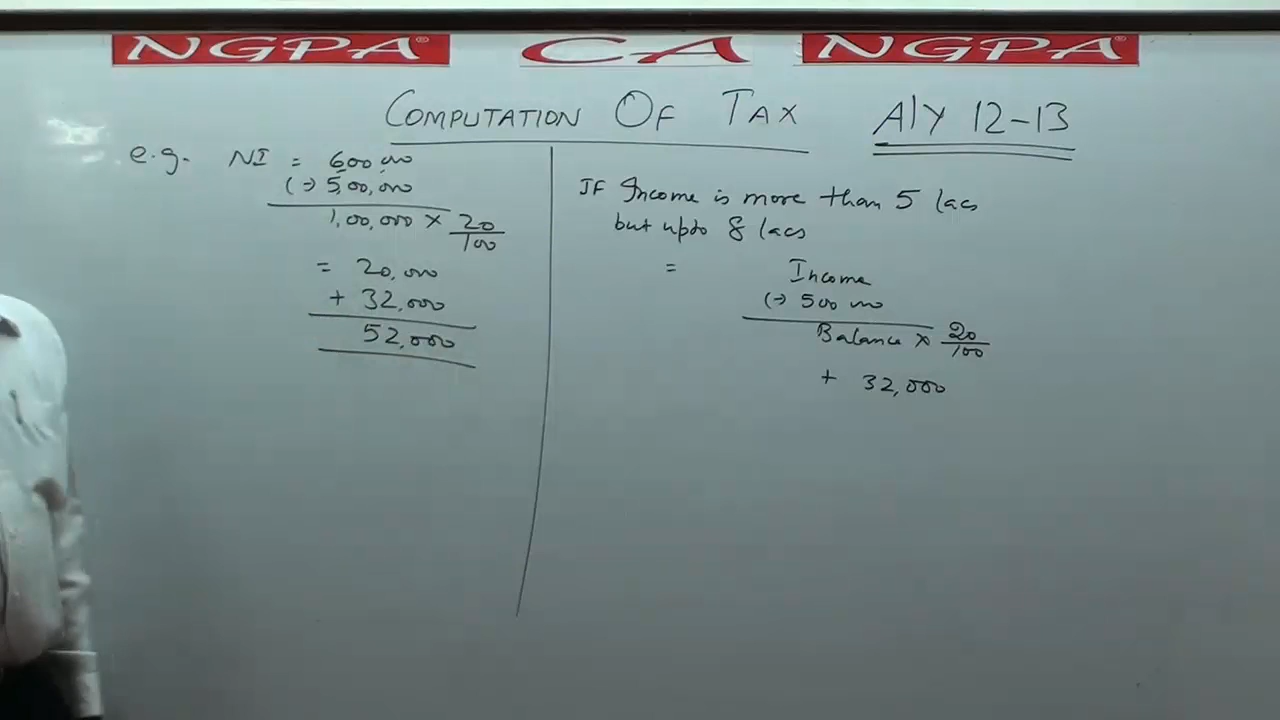 NGPA® CA NGPA®
COMPUTATION OF TAX A/Y 12-13
e.g. NI = 600,000
(-) 5,00,000
1,00,000 × 20/100
= 20,000
+ 32,000
52,000
IF Income is more than 5 lacs
but upto 8 lacs
= Income
(-) 500 000
Balance × 20/100
+ 32,000